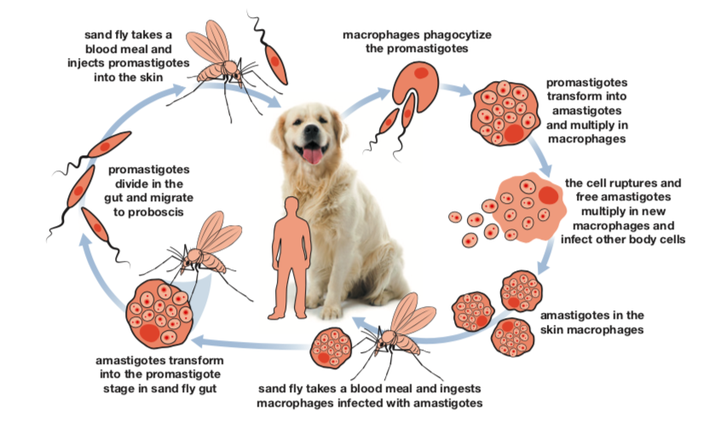 sand fly takes a
blood meal and
injects promastigotes
into the skin
macrophages phagocytize
the promastigotes
promastigotes
transform into
amastigotes
and multiply in
macrophages
the cell ruptures and
free amastigotes
multiply in new
macrophages and
infect other body cells
amastigotes in the
skin macrophages
sand fly takes a blood meal and ingests
macrophages infected with amastigotes
amastigotes transform
into the promastigote
stage in sand fly gut
promastigotes
divide in the
gut and migrate
to proboscis